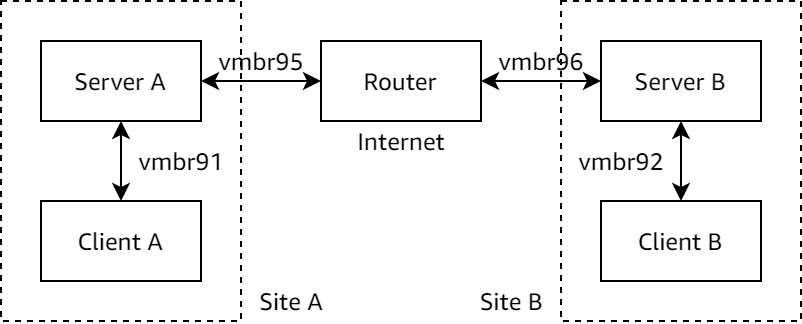 vmbr95
vmbr96
Server A
Router
Server B
Internet
vmbr91
vmbr92
Client A
Client B
Site A
Site B